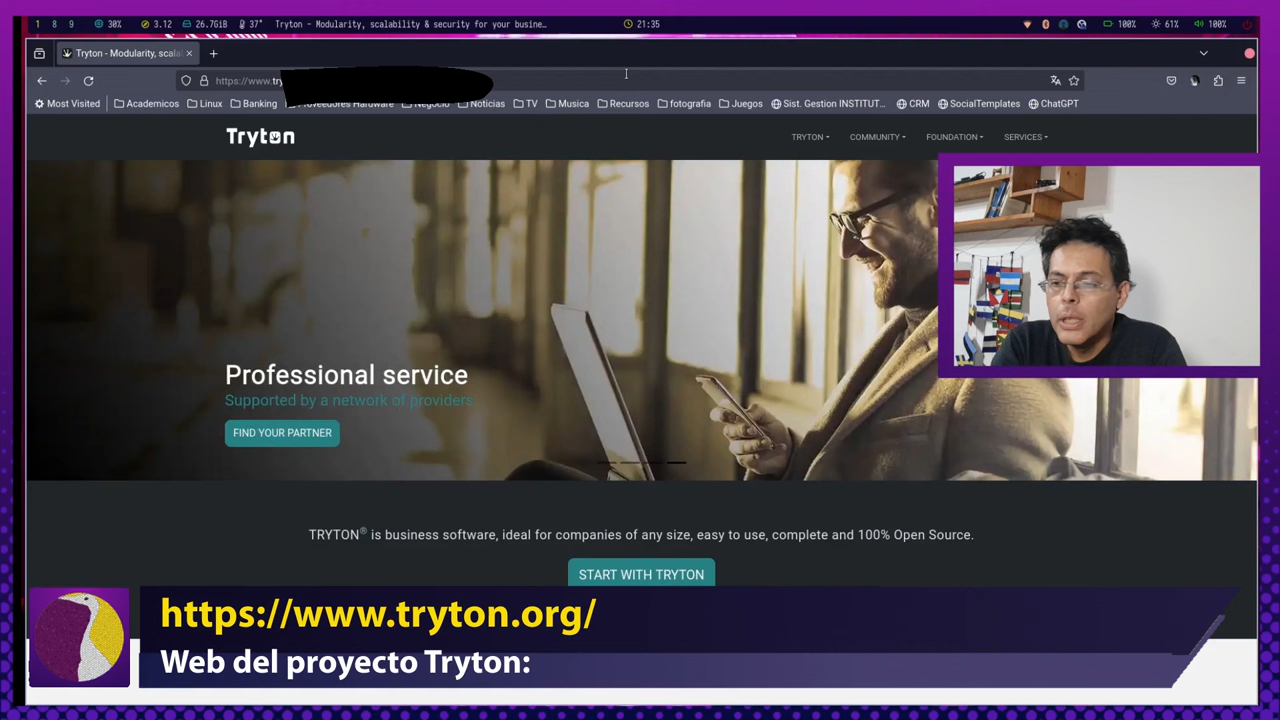 1 8 9 30% 3.12 26.7GiB 37° Tryton - Modularity, scalability & security for your busine… 21:35 100% 61% 100%
Tryton - Modularity, scala
https://www.try
Most Visited Academicos Linux Banking Proveedores Hardware Negocio Noticias TV Musica Recursos fotografia Juegos Sist. Gestion INSTITUT… CRM SocialTemplates ChatGPT
Tryton
TRYTON COMMUNITY FOUNDATION SERVICES
Professional service
Supported by a network of providers
FIND YOUR PARTNER
TRYTON® is business software, ideal for companies of any size, easy to use, complete and 100% Open Source.
START WITH TRYTON
https://www.tryton.org/
Web del proyecto Tryton: